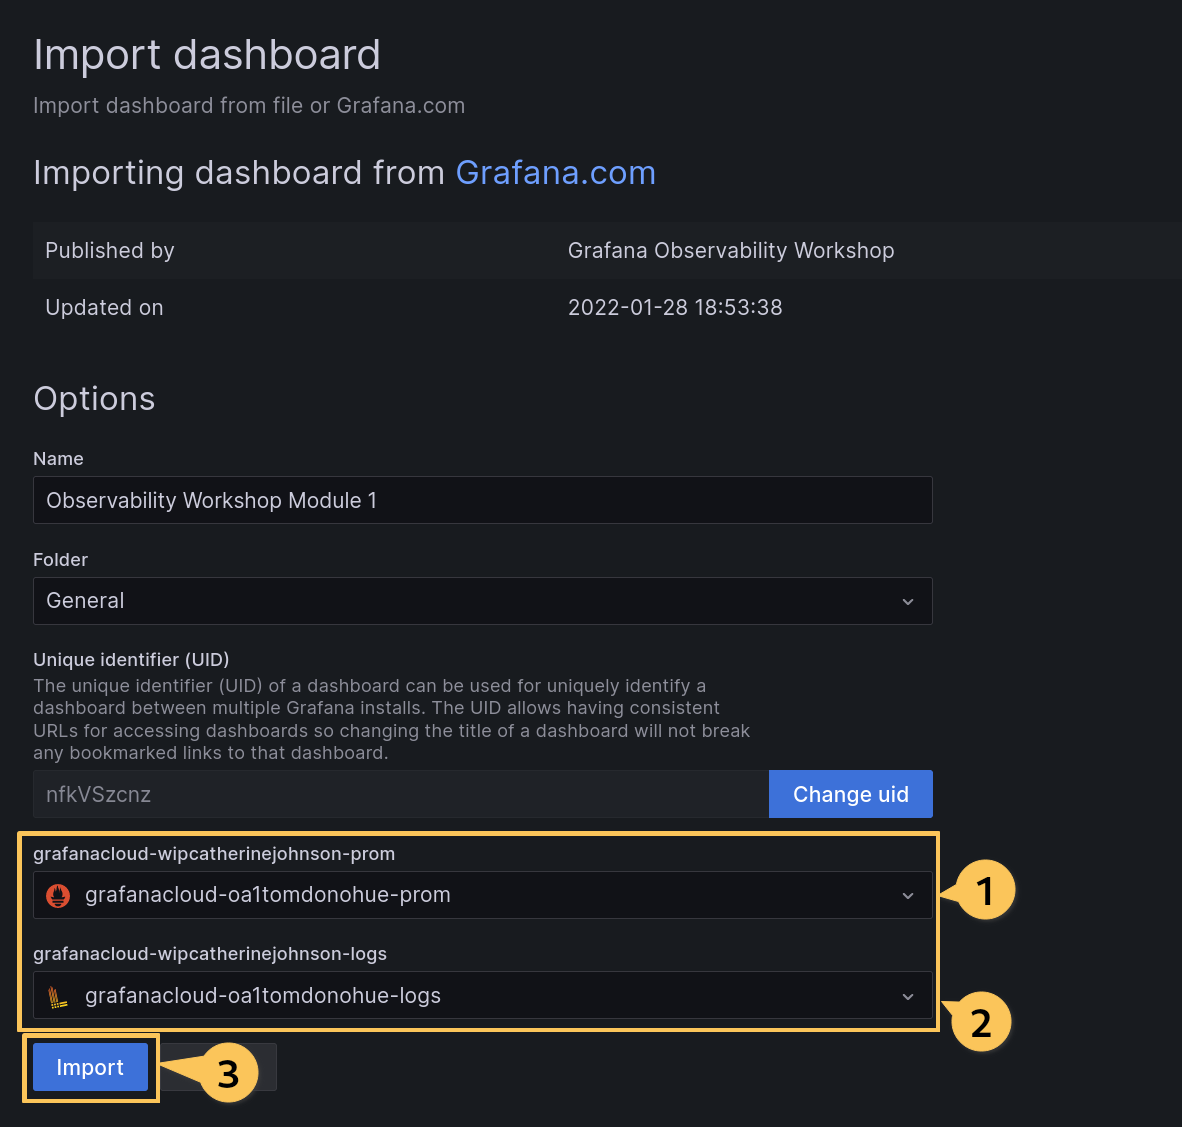 Import dashboard
Import dashboard from file or Grafana.com
Importing dashboard from Grafana.com
Published by Grafana Observability Workshop
Updated on 2022-01-28 18:53:38
Options
Name
Observability Workshop Module 1
Folder
General
Unique identifier (UID)
The unique identifier (UID) of a dashboard can be used for uniquely identify a
dashboard between multiple Grafana installs. The UID allows having consistent
URLs for accessing dashboards so changing the title of a dashboard will not break
any bookmarked links to that dashboard.
nfkVSzcnz Change uid
grafanacloud-wipcatherinejohnson-prom
grafanacloud-oa1tomdonohue-prom 1
grafanacloud-wipcatherinejohnson-logs
grafanacloud-oa1tomdonohue-logs 2
Import 3